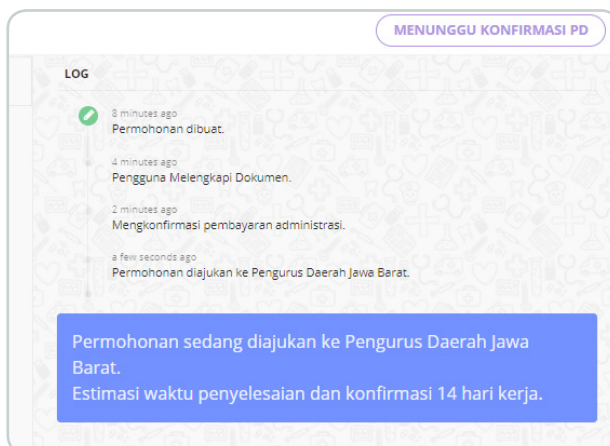 MENUNGGU KONFIRMASI PD
LOG
8 minutes ago
Permohonan dibuat.
4 minutes ago
Pengguna Melengkapi Dokumen.
2 minutes ago
Mengkonfirmasi pembayaran administrasi.
a few seconds ago
Permohonan diajukan ke Pengurus Daerah Jawa Barat.
Permohonan sedang diajukan ke Pengurus Daerah Jawa
Barat.
Estimasi waktu penyelesaian dan konfirmasi 14 hari kerja.